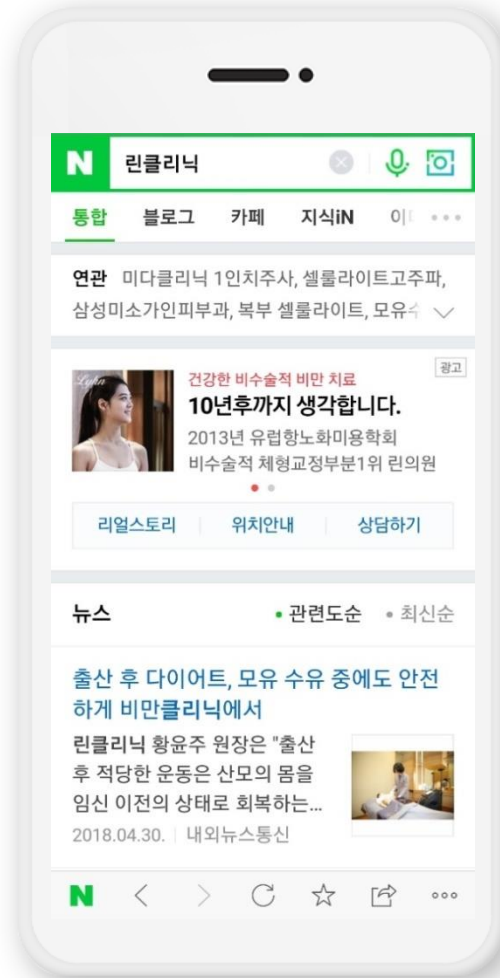 N 린클리닉
통합 블로그 카페 지식iN
연관 미다클리닉 1인치주사, 셀룰라이트고주파,
삼성미소가인피부과, 복부 셀룰라이트, 모유
광고
Lyhn
건강한 비수술적 비만 치료
10년후까지 생각합니다.
2013년 유럽항노화미용학회
비수술적 체형교정부분1위 린의원
리얼스토리 위치안내 상담하기
뉴스 • 관련도순 • 최신순
출산 후 다이어트, 모유 수유 중에도 안전
하게 비만클리닉에서
린클리닉 황윤주 원장은 "출산
후 적당한 운동은 산모의 몸을
임신 이전의 상태로 회복하는...
2018.04.30. 내외뉴스통신
N